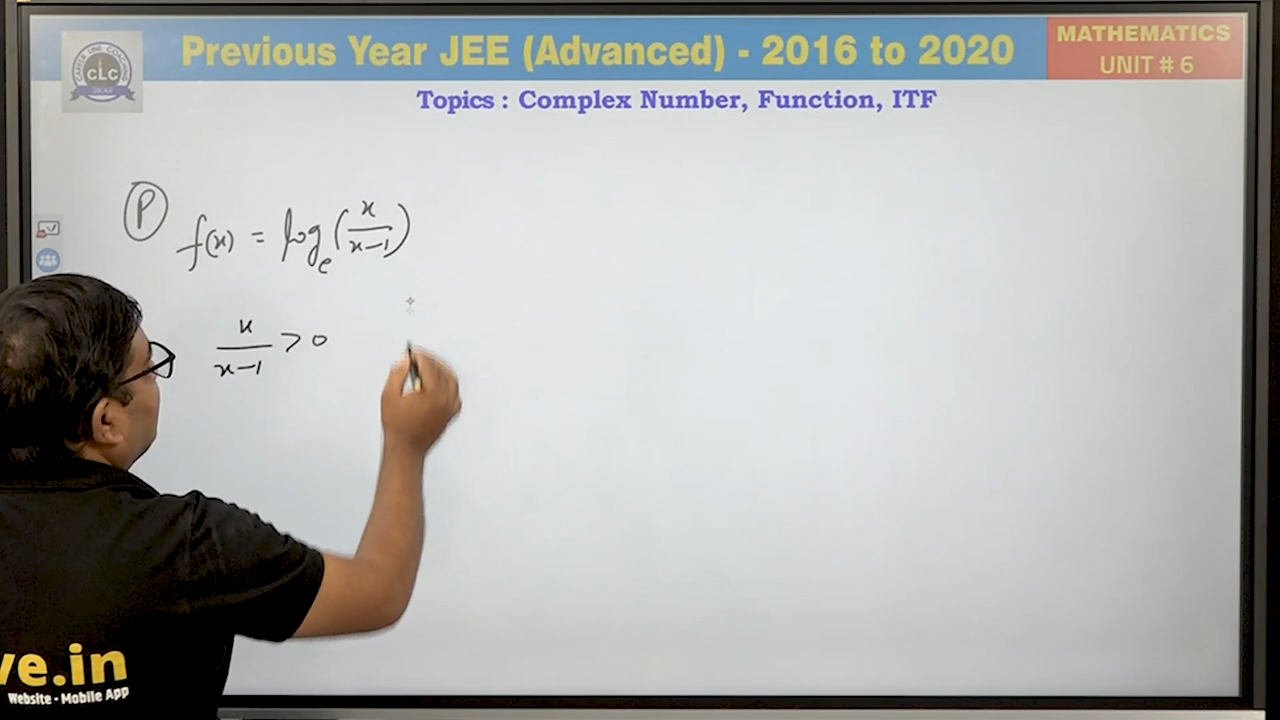 Previous Year JEE (Advanced) - 2016 to 2020
MATHEMATICS
UNIT # 6
CLC
SIKAR
Topics : Complex Number, Function, ITF
P
f(x) = log_e (x/(x-1))
x/(x-1) > 0
ve.in
Website - Mobile App